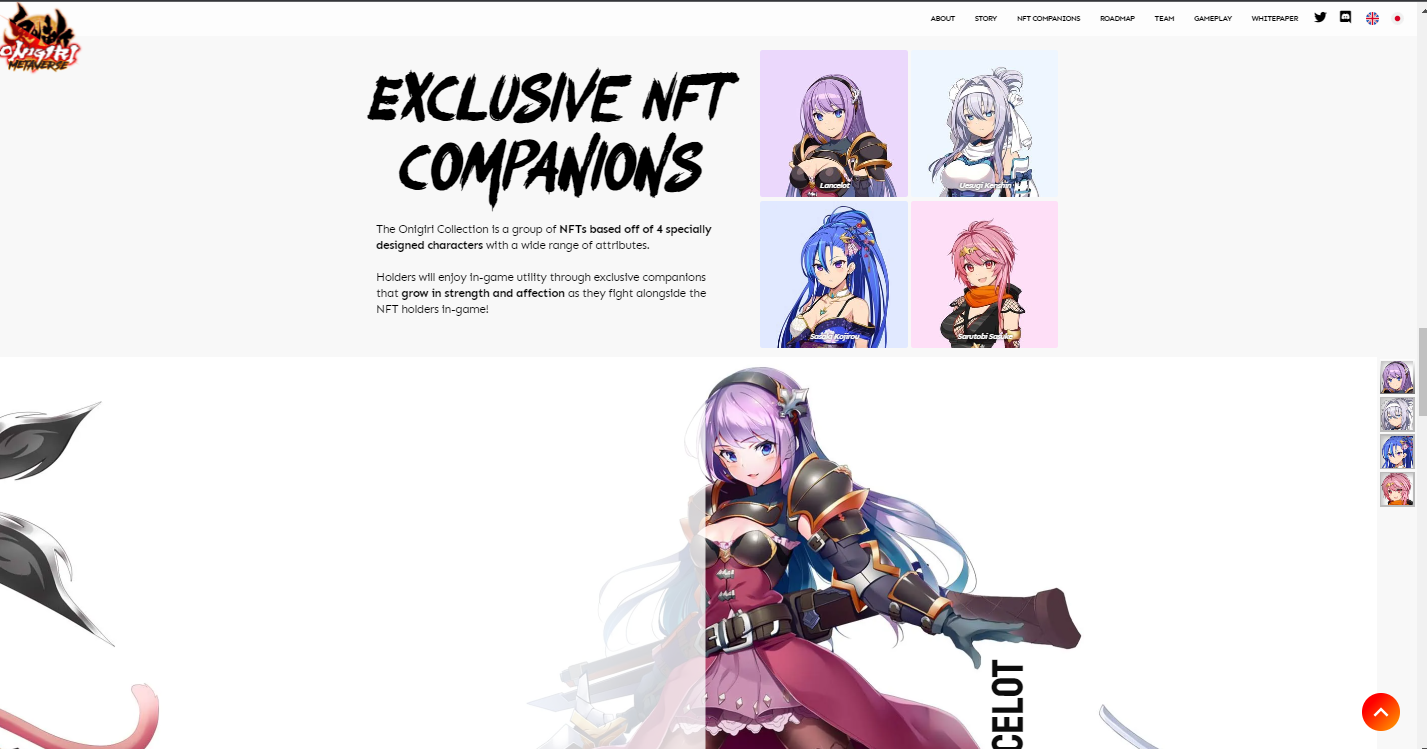 ONIGIRI
METAVERSE
ABOUT STORY NFT COMPANIONS ROADMAP TEAM GAMEPLAY WHITEPAPER
EXCLUSIVE NFT
COMPANIONS
The Onigiri Collection is a group of NFTs based off of 4 specially
designed characters with a wide range of attributes.
Holders will enjoy in-game utility through exclusive companions
that grow in strength and affection as they fight alongside the
NFT holders in-game!
Lancelot
Uesugi Kenshin
Sasaki Kojirou
Sarutobi Sasuke
CELOT